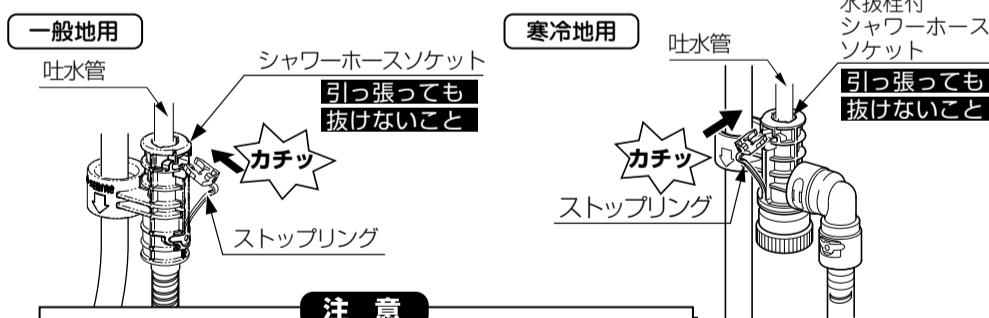 一般地用
吐水管
シャワーホースソケット
引っ張っても
抜けないこと
カチッ
ストップリング
寒冷地用
吐水管
水抜栓付
シャワーホース
ソケット
引っ張っても
抜けないこと
カチッ
ストップリング
注 意